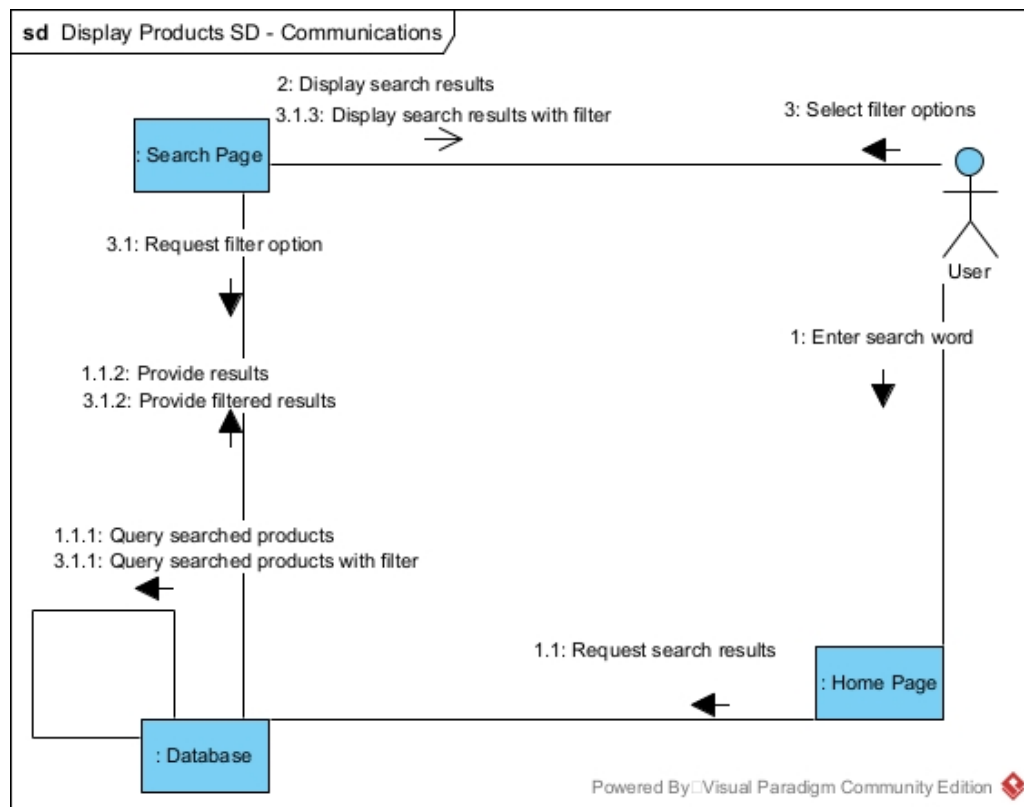 sd Display Products SD - Communications
2: Display search results
3.1.3: Display search results with filter
3: Select filter options
: Search Page
3.1: Request filter option
User
1: Enter search word
1.1.2: Provide results
3.1.2: Provide filtered results
1.1.1: Query searched products
3.1.1: Query searched products with filter
1.1: Request search results
: Home Page
: Database
Powered By Visual Paradigm Community Edition